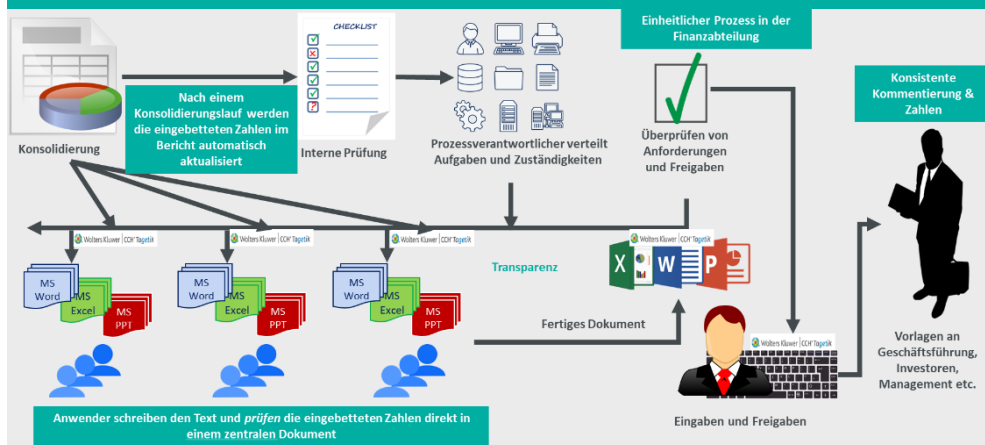 CHECKLIST
Einheitlicher Prozess in der
Finanzabteilung
Konsolidierung
Nach einem
Konsolidierungslauf werden
die eingebetteten Zahlen im
Bericht automatisch
aktualisiert
Interne Prüfung
Prozessverantwortlicher verteilt
Aufgaben und Zuständigkeiten
Überprüfen von
Anforderungen
und Freigaben
Konsistente
Kommentierung &
Zahlen
Wolters Kluwer | CCH® Tagetik
Wolters Kluwer | CCH® Tagetik
Wolters Kluwer | CCH® Tagetik
Wolters Kluwer | CCH® Tagetik
MS
Word
MS
Excel
MS
PPT
MS
Word
MS
Excel
MS
PPT
MS
Word
MS
Excel
MS
PPT
Transparenz
X W P
Fertiges Dokument
Wolters Kluwer | CCH® Tagetik
Eingaben und Freigaben
Vorlagen an
Geschäftsführung,
Investoren,
Management etc.
Anwender schreiben den Text und prüfen die eingebetteten Zahlen direkt in
einem zentralen Dokument